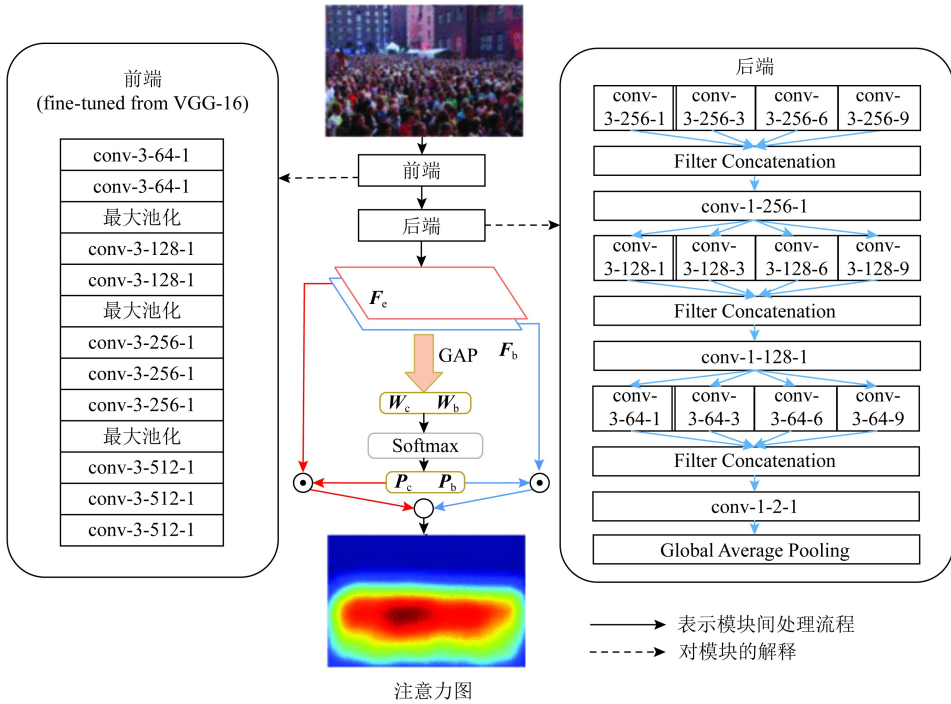 前端
(fine-tuned from VGG-16)
conv-3-64-1
conv-3-64-1
最大池化
conv-3-128-1
conv-3-128-1
最大池化
conv-3-256-1
conv-3-256-1
conv-3-256-1
最大池化
conv-3-512-1
conv-3-512-1
conv-3-512-1
前端
后端
Fe
Fb
GAP
Wc Wb
Softmax
Pc Pb
注意力图
后端
conv-3-256-1 conv-3-256-3 conv-3-256-6 conv-3-256-9
Filter Concatenation
conv-1-256-1
conv-3-128-1 conv-3-128-3 conv-3-128-6 conv-3-128-9
Filter Concatenation
conv-1-128-1
conv-3-64-1 conv-3-64-3 conv-3-64-6 conv-3-64-9
Filter Concatenation
conv-1-2-1
Global Average Pooling
表示模块间处理流程
对模块的解释